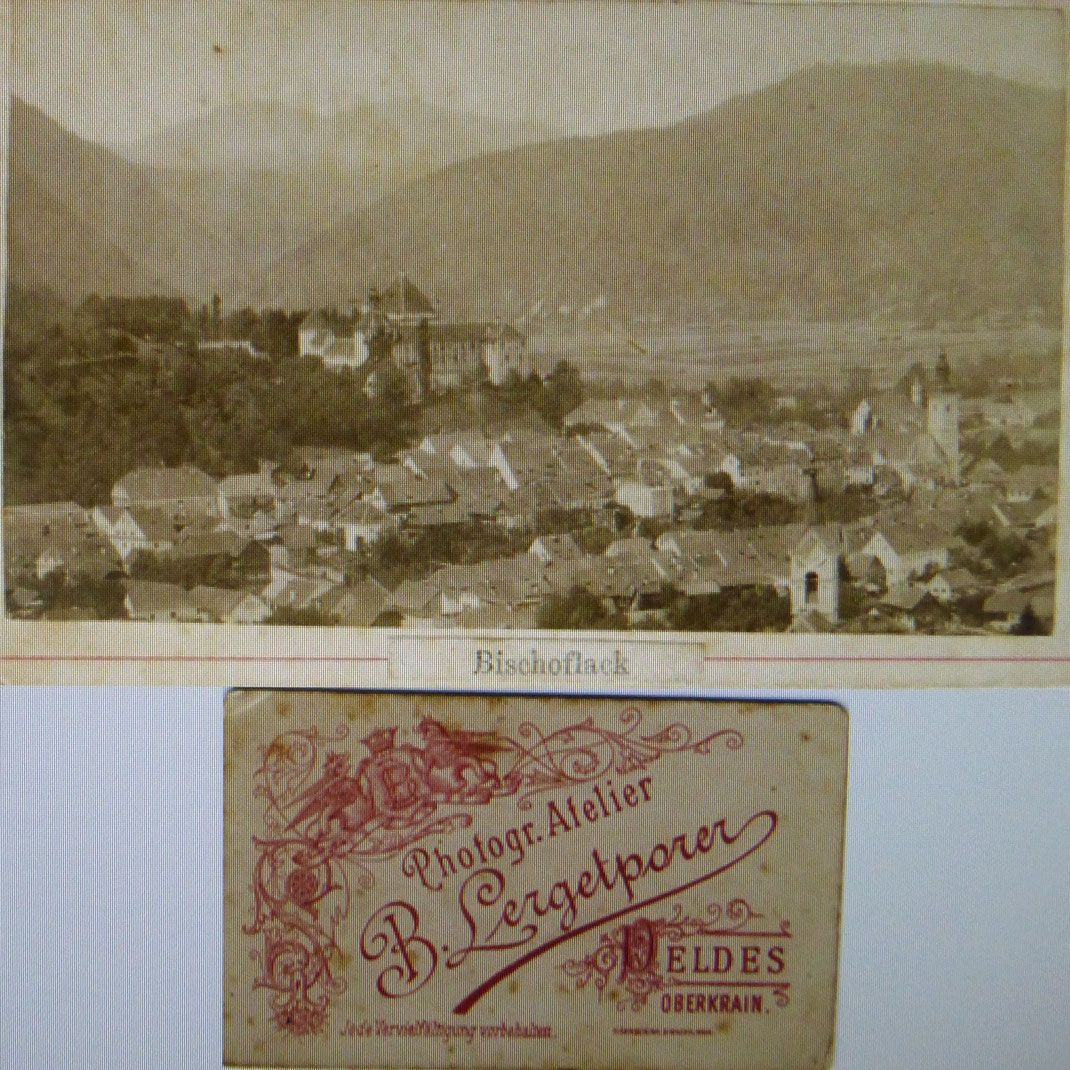 Bischoflack
B
Photogr. Atelier
B. Lergetporer
VELDES
OBERKRAIN.
Jede Vervielfältigung vorbehalten.